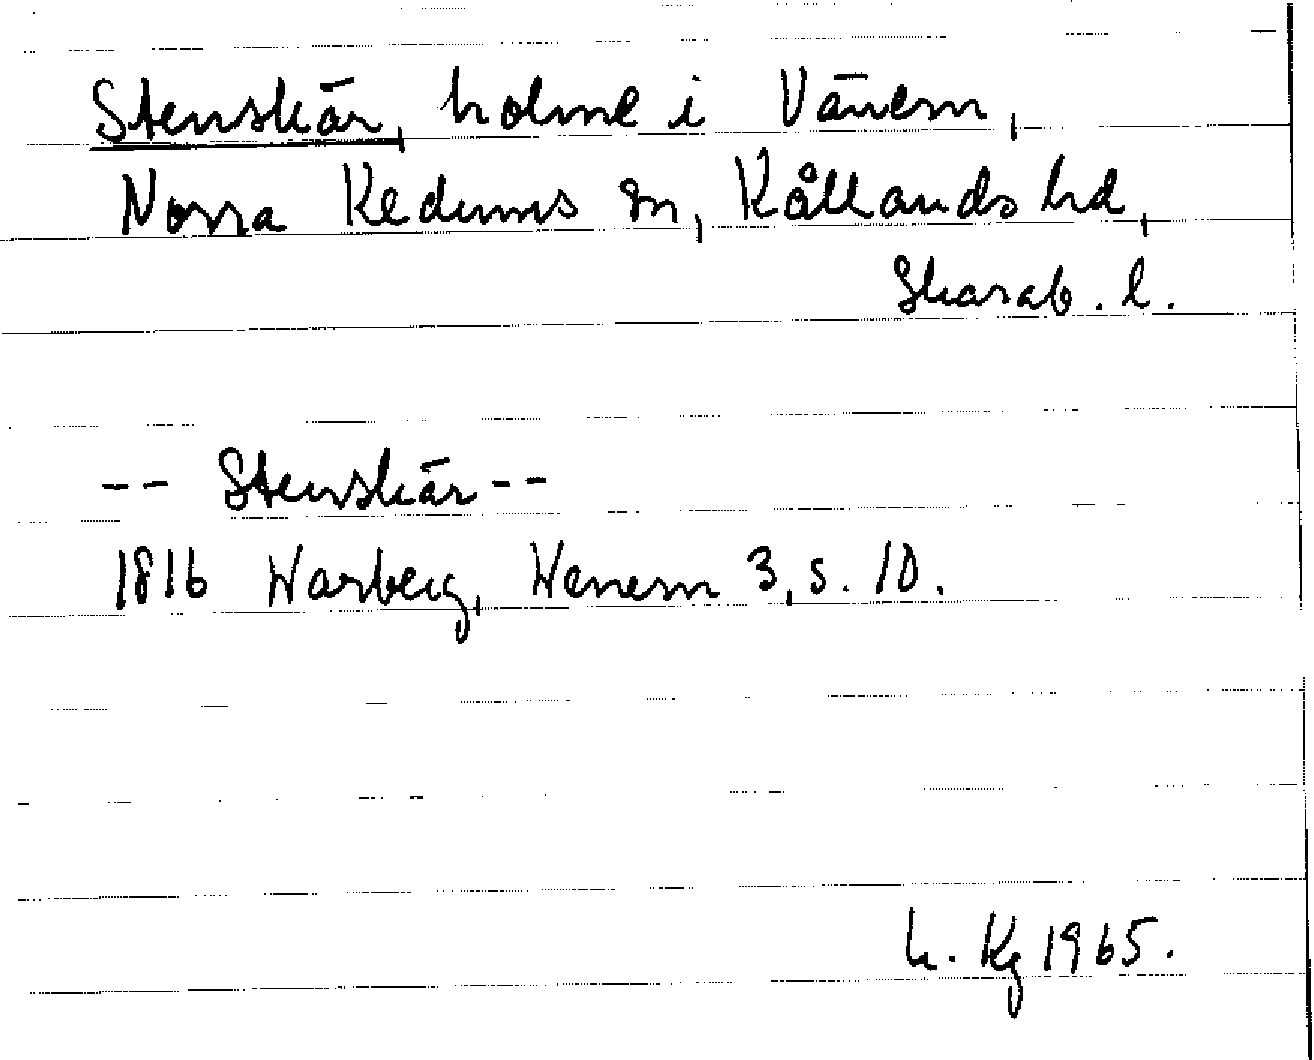 Stenskär, holme i Vänern,
Norra Kedums sn, Kållands hd,
Skarab. l.
-- Stenskär --
1816 Warberg, Wenern 3, s. 10.
L. Kg 1965.